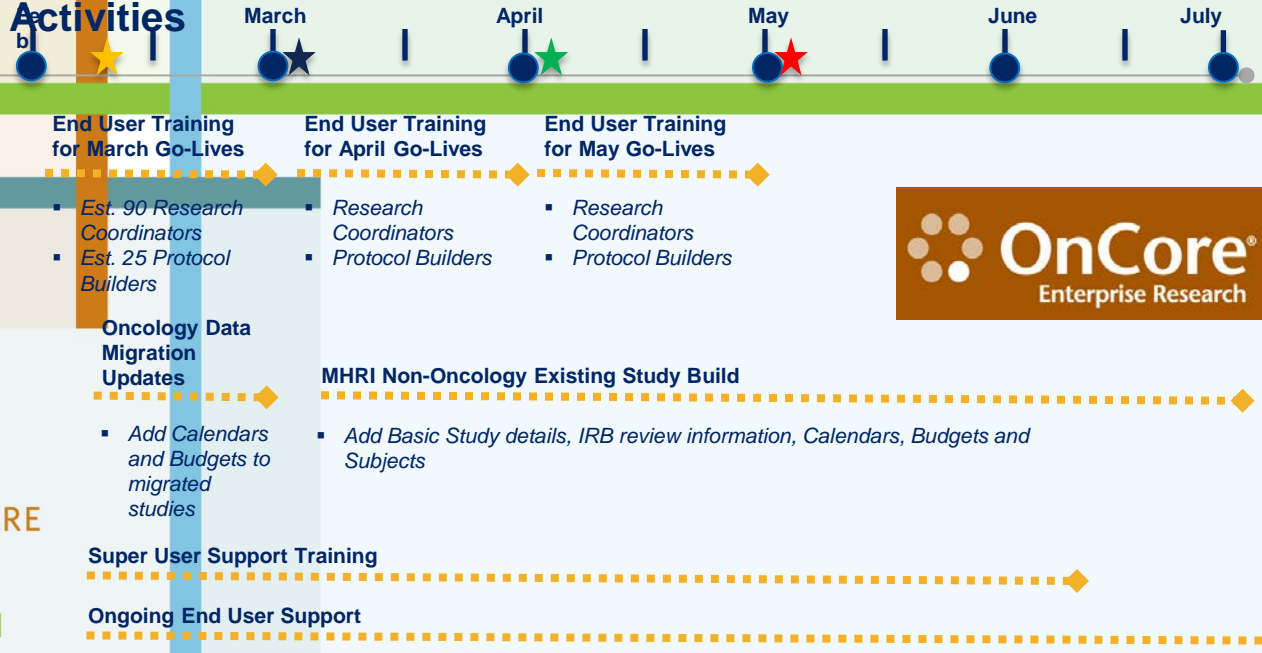 Activities
Fe
b
March
April
May
June
July
End User Training
for March Go-Lives
End User Training
for April Go-Lives
End User Training
for May Go-Lives
▪ Est. 90 Research
Coordinators
▪ Est. 25 Protocol
Builders
▪ Research
Coordinators
▪ Protocol Builders
▪ Research
Coordinators
▪ Protocol Builders
OnCore®
Enterprise Research
Oncology Data
Migration
Updates
MHRI Non-Oncology Existing Study Build
▪ Add Calendars
and Budgets to
migrated
studies
▪ Add Basic Study details, IRB review information, Calendars, Budgets and
Subjects
RE
Super User Support Training
Ongoing End User Support